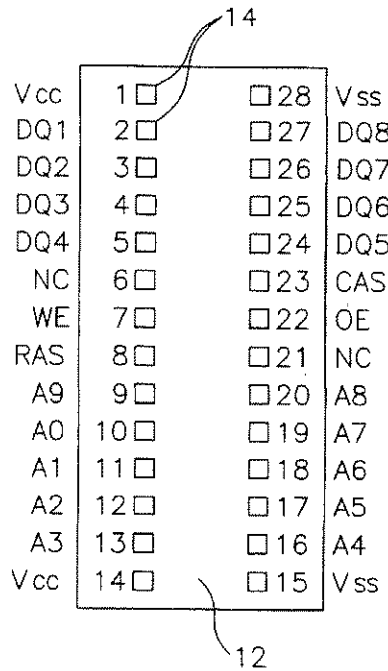 14
Vcc 1 28 Vss
DQ1 2 27 DQ8
DQ2 3 26 DQ7
DQ3 4 25 DQ6
DQ4 5 24 DQ5
NC 6 23 CAS
WE 7 22 OE
RAS 8 21 NC
A9 9 20 A8
A0 10 19 A7
A1 11 18 A6
A2 12 17 A5
A3 13 16 A4
Vcc 14 15 Vss
12